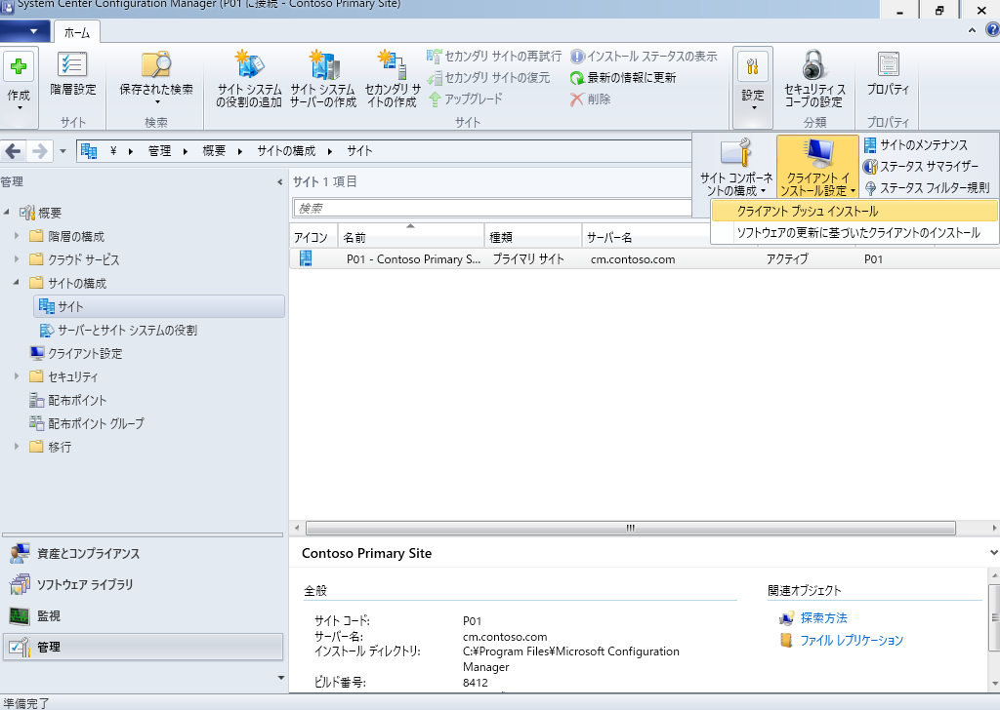 System Center Configuration Manager (P01 に接続 - Contoso Primary Site)
ホーム
作成
階層設定
サイト
保存された検索
検索
サイト システム
の役割の追加
サイト システム
サーバーの作成
セカンダリ サ
イトの作成
セカンダリ サイトの再試行
セカンダリ サイトの復元
アップグレード
インストール ステータスの表示
最新の情報に更新
削除
サイト
設定
セキュリティ ス
コープの設定
分類
プロパティ
プロパティ
¥ 管理 概要 サイトの構成 サイト
サイト コンポーネ
ントの構成
クライアント イ
ンストール設定
サイトのメンテナンス
ステータス サマライザー
ステータス フィルター規則
クライアント プッシュ インストール
ソフトウェアの更新に基づいたクライアントのインストール
管理
概要
階層の構成
クラウド サービス
サイトの構成
サイト
サーバーとサイト システムの役割
クライアント設定
セキュリティ
配布ポイント
配布ポイント グループ
移行
資産とコンプライアンス
ソフトウェア ライブラリ
監視
管理
サイト 1 項目
検索
アイコン 名前 種類 サーバー名
P01 - Contoso Primary S... プライマリ サイト cm.contoso.com アクティブ P01
Contoso Primary Site
全般
サイト コード: P01
サーバー名: cm.contoso.com
インストール ディレクトリ: C:¥Program Files¥Microsoft Configuration
Manager
ビルド番号: 8412
関連オブジェクト
探索方法
ファイル レプリケーション
準備完了